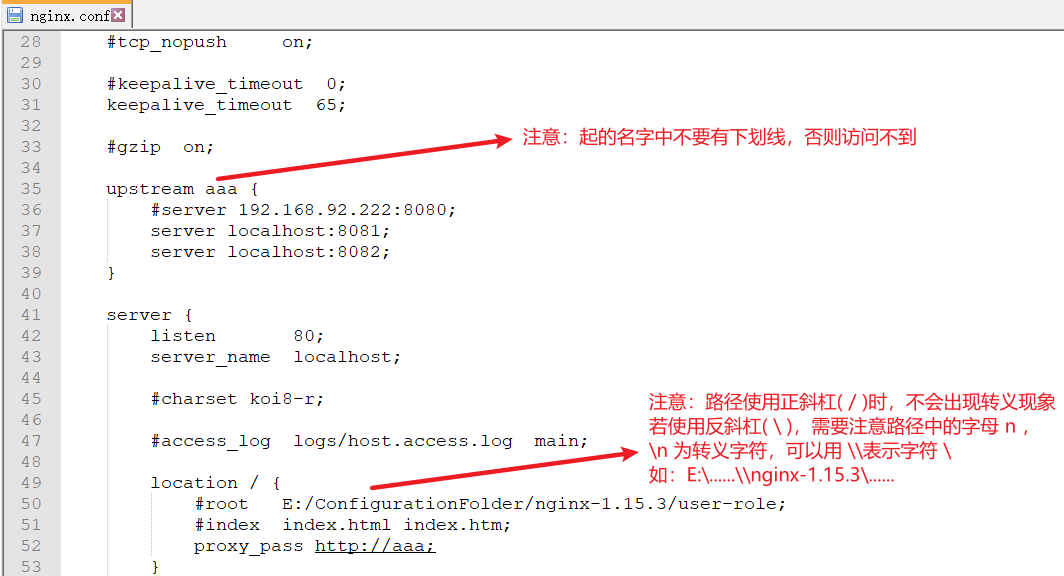 nginx.conf
28 #tcp_nopush     on;
29
30 #keepalive_timeout  0;
31 keepalive_timeout  65;
32
注意：起的名字中不要有下划线，否则访问不到
33 #gzip  on;
34
35 upstream aaa {
36     #server 192.168.92.222:8080;
37     server localhost:8081;
38     server localhost:8082;
39 }
40
41 server {
42     listen       80;
43     server_name  localhost;
44
45     #charset koi8-r;
46
47     #access_log  logs/host.access.log  main;
48
注意：路径使用正斜杠( / )时，不会出现转义现象
若使用反斜杠( \ )，需要注意路径中的字母 n ，
\n 为转义字符，可以用 \\表示字符 \
如：E:\......\\nginx-1.15.3\......
49     location / {
50         #root   E:/ConfigurationFolder/nginx-1.15.3/user-role;
51         #index  index.html index.htm;
52         proxy_pass http://aaa;
53     }